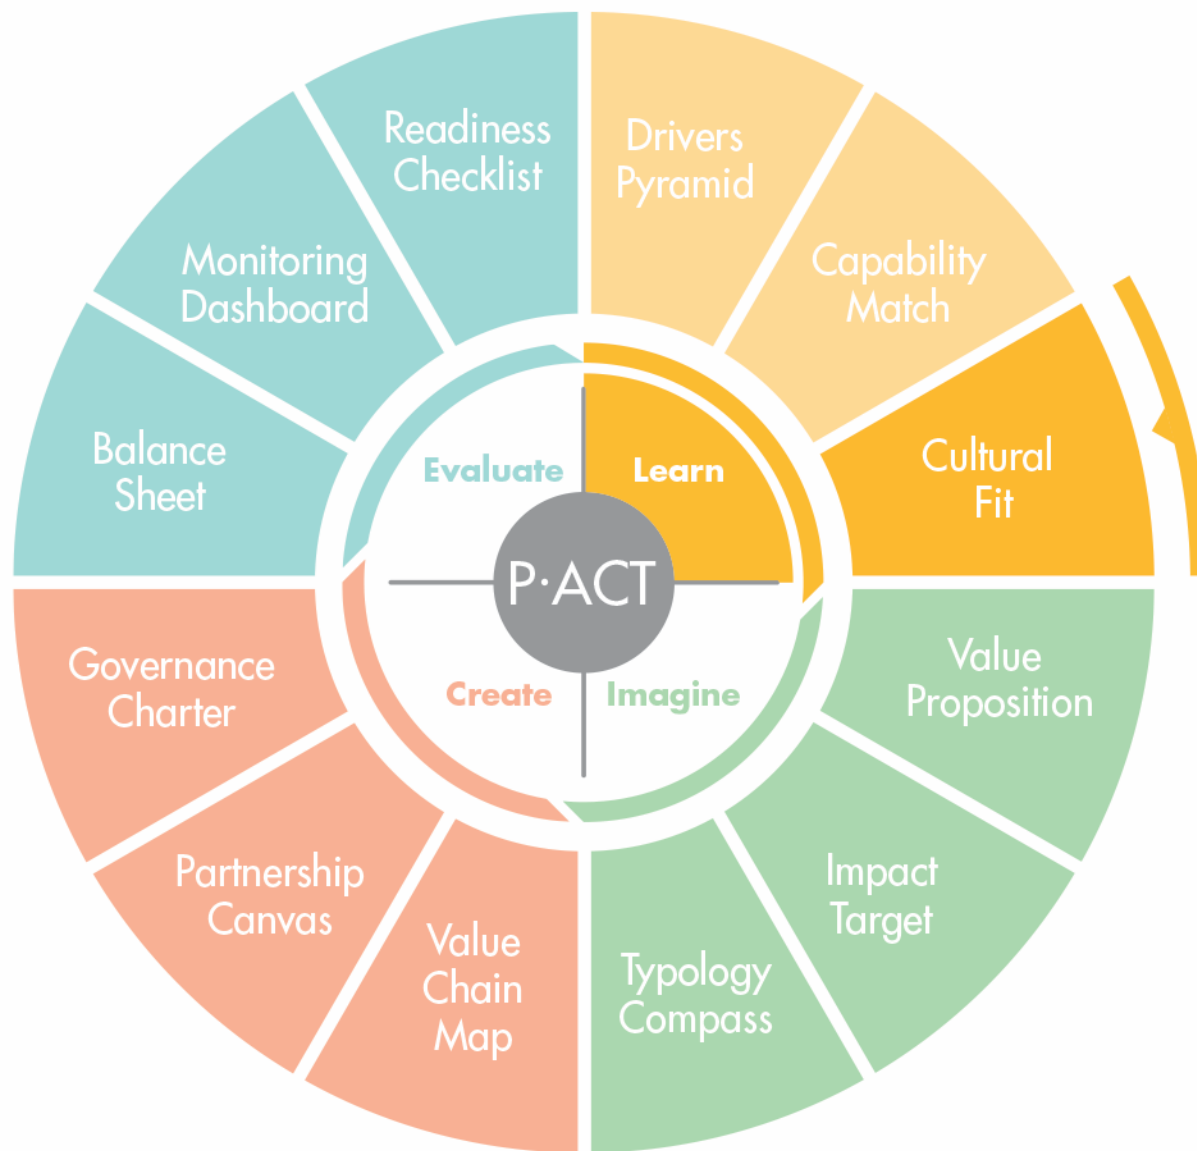 Readiness
Checklist
Drivers
Pyramid
Capability
Match
Cultural
Fit
Value
Proposition
Impact
Target
Typology
Compass
Value
Chain
Map
Partnership
Canvas
Governance
Charter
Balance
Sheet
Monitoring
Dashboard
Evaluate
Learn
P·ACT
Create
Imagine